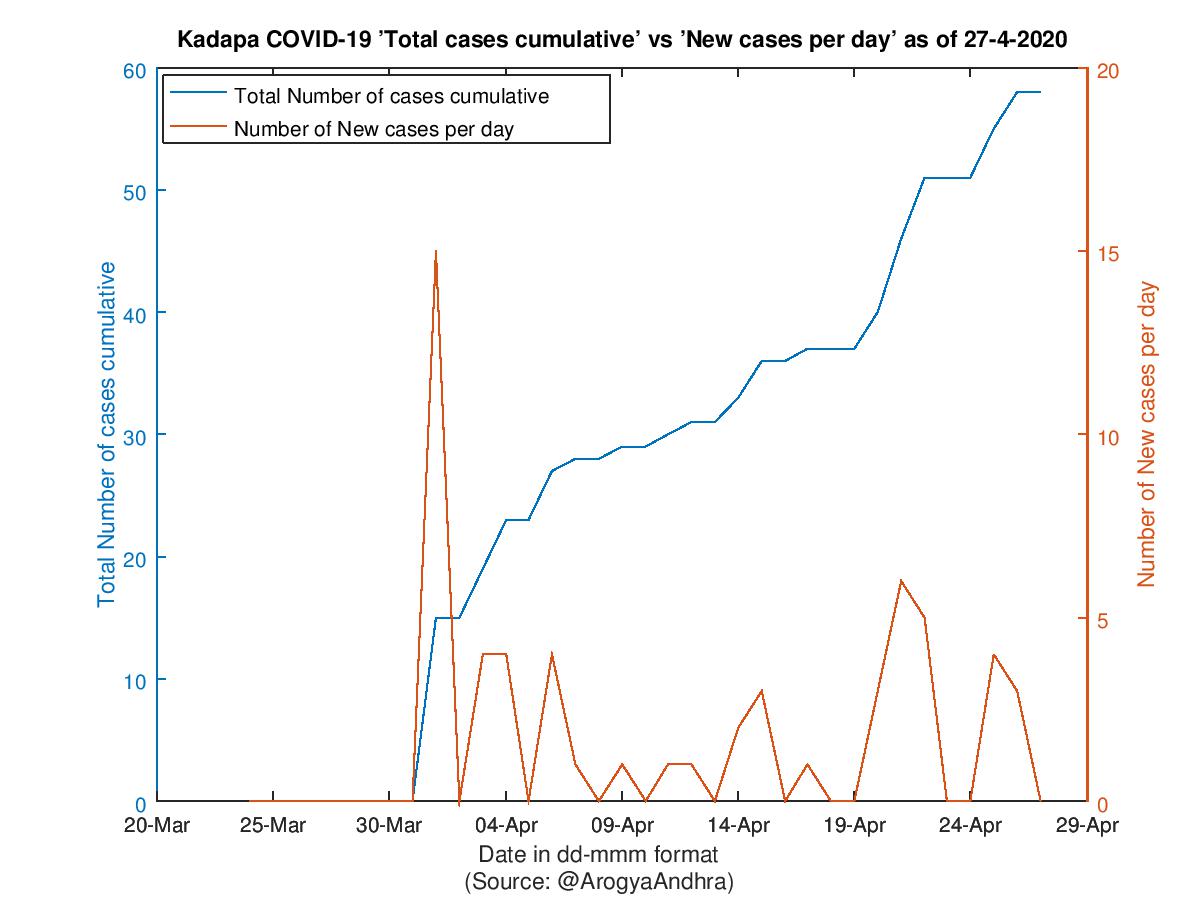 Kadapa COVID-19 ’Total cases cumulative’ vs ’New cases per day’ as of 27-4-2020
Total Number of cases cumulative
Number of New cases per day
60
50
40
30
20
10
0
Total Number of cases cumulative
20
15
10
5
0
Number of New cases per day
20-Mar 25-Mar 30-Mar 04-Apr 09-Apr 14-Apr 19-Apr 24-Apr 29-Apr
Date in dd-mmm format
(Source: @ArogyaAndhra)